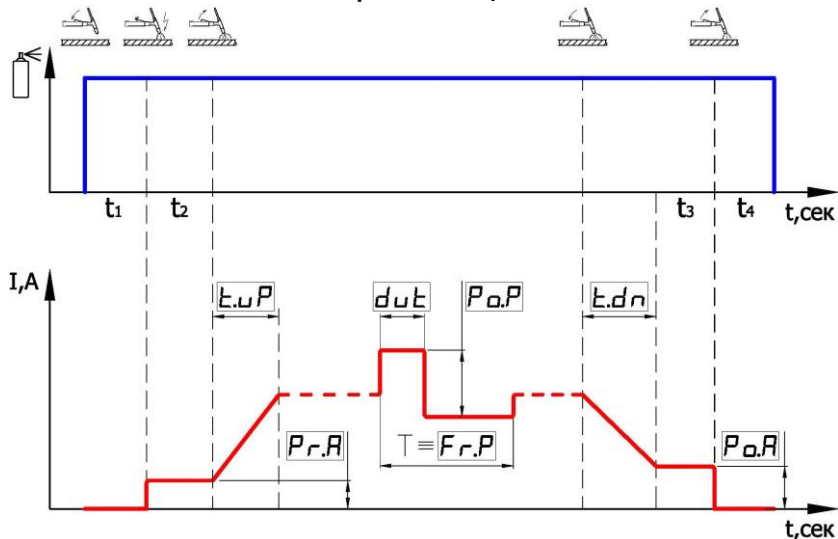 t1
t2
t3
t4
t,сек
I,A
t.uP
dut
Po.P
t.dn
Pr.A
T ≡ Fr.P
Po.A
t,сек